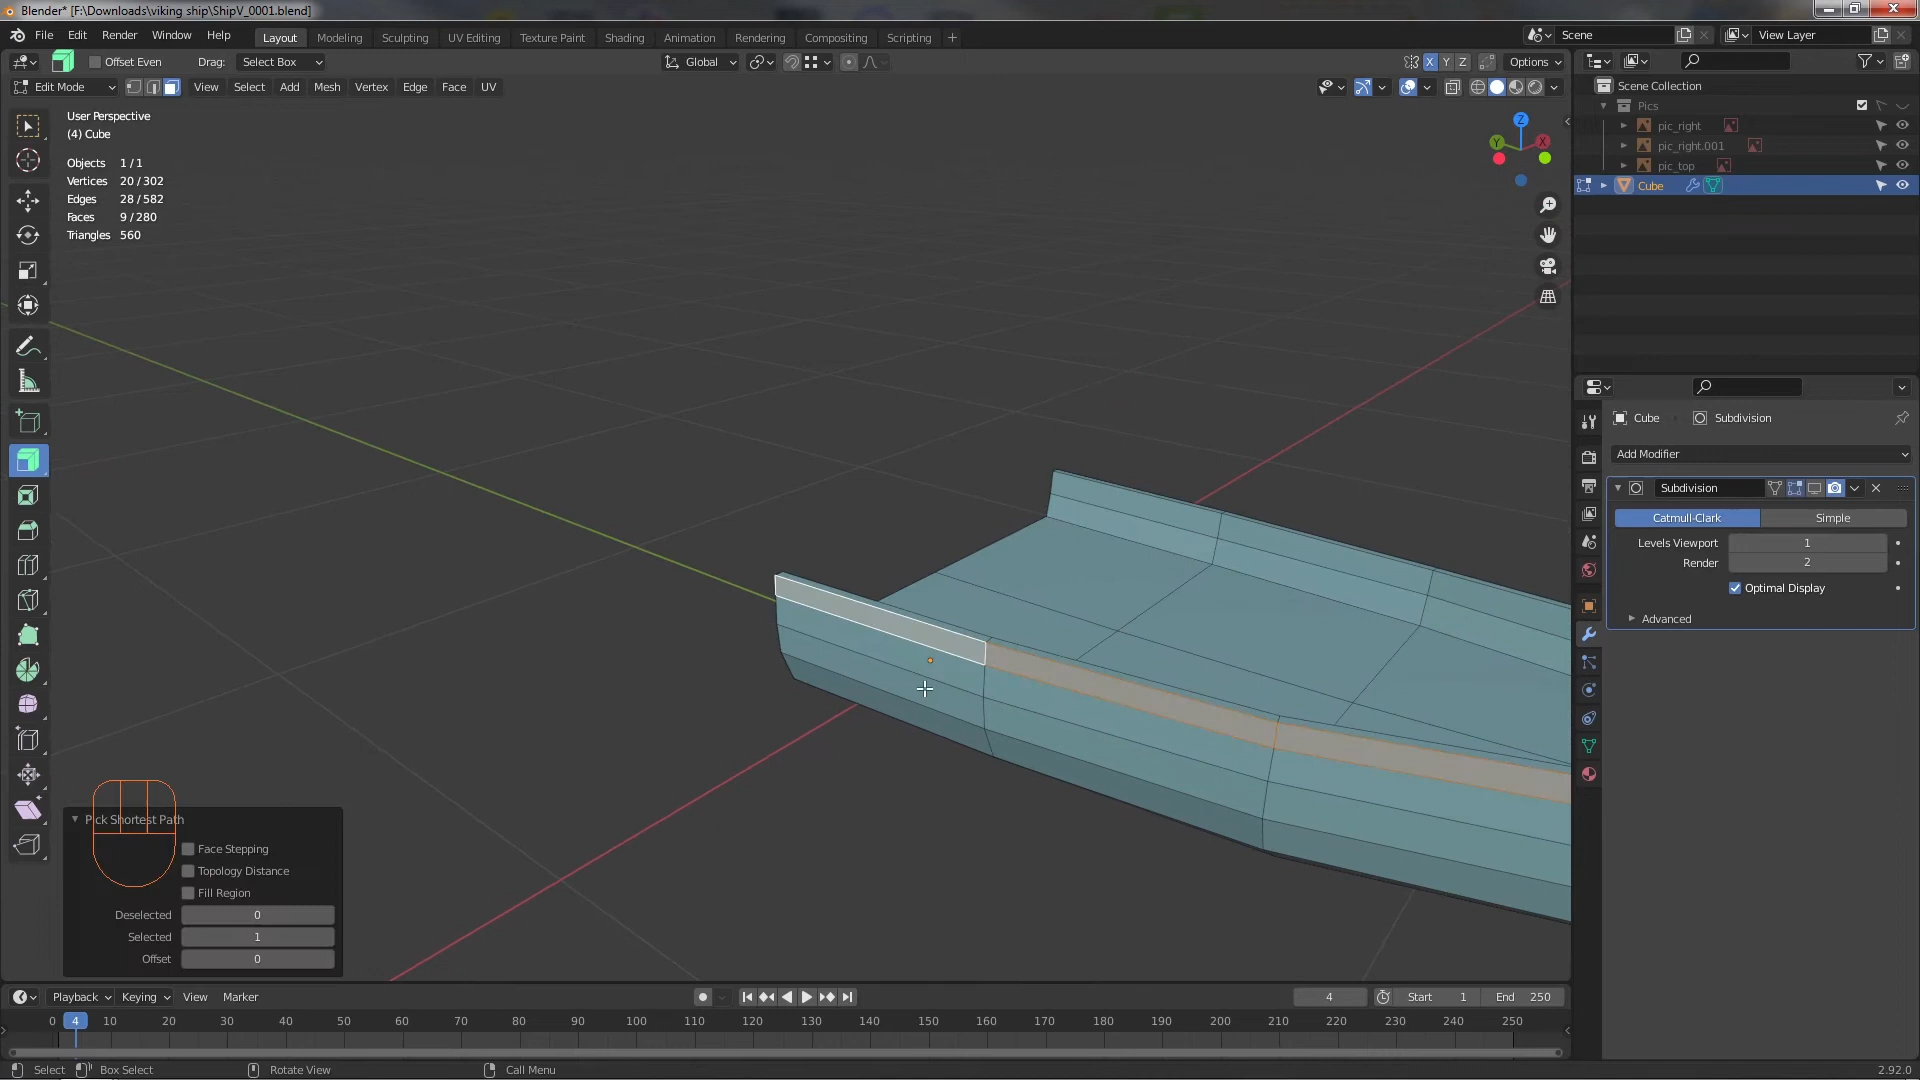 Blender* [F:\Downloads\viking ship\ShipV_0001.blend]
File Edit Render Window Help Layout Modeling Sculpting UV Editing Texture Paint Shading Animation Rendering Compositing Scripting + Scene View Layer
Offset Even Drag: Select Box Global X Y Z Options
Edit Mode View Select Add Mesh Vertex Edge Face UV
User Perspective
(4) Cube
Objects 1/1
Vertices 20/302
Edges 28/582
Faces 9/280
Triangles 560
Z
Y X
Scene Collection
Pics
pic_right
pic_right.001
pic_top
Cube
Cube Subdivision
Add Modifier
Subdivision
Catmull-Clark Simple
Levels Viewport 1
Render 2
Optimal Display
Advanced
Pick Shortest Path
Face Stepping
Topology Distance
Fill Region
Deselected 0
Selected 1
Offset 0
Playback Keying View Marker 4 Start 1 End 250
0 4 10 20 30 40 50 60 70 80 90 100 110 120 130 140 150 160 170 180 190 200 210 220 230 240 250
Select Box Select Rotate View Call Menu 2.92.0